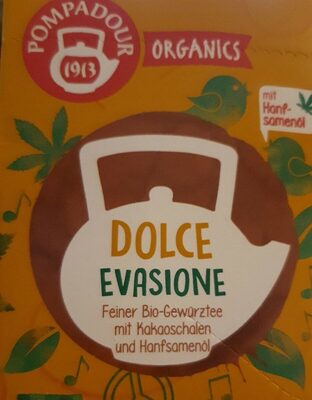 POMPADOUR
1913
ORGANICS
mit
Hanf-
samenöl
DOLCE
EVASIONE
Feiner Bio-Gewürztee
mit Kakaoschalen
und Hanfsamenöl